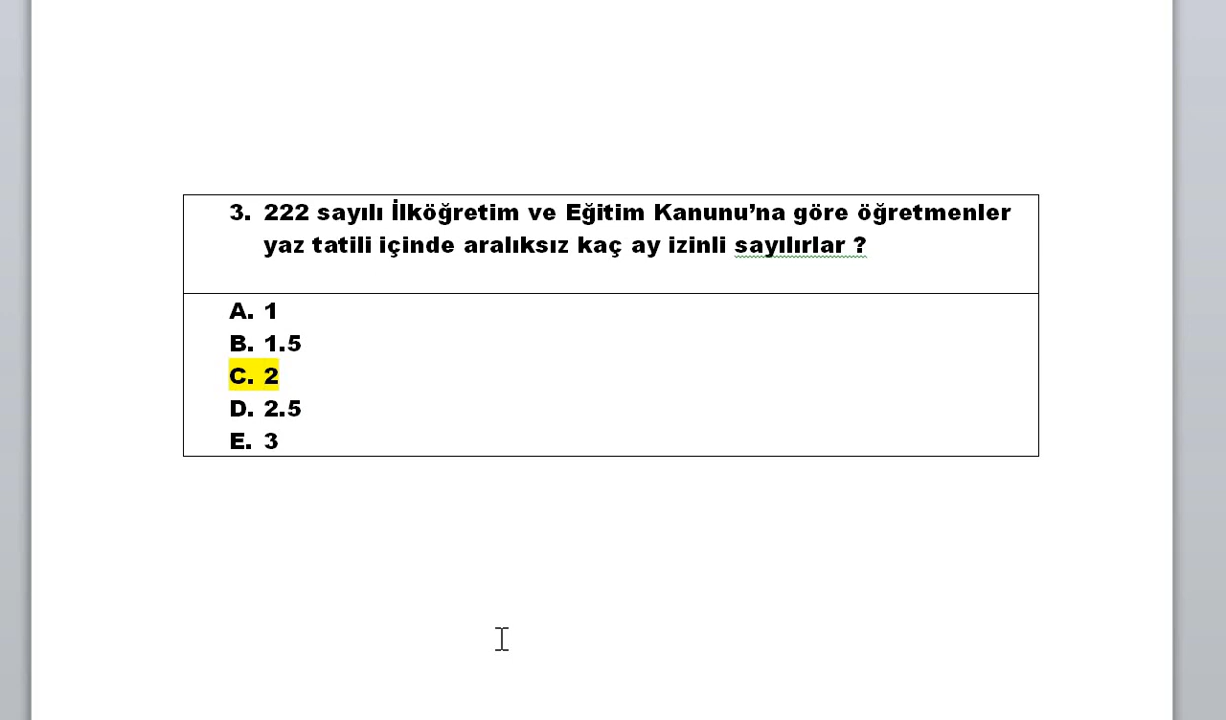 3. 222 sayılı İlköğretim ve Eğitim Kanunu’na göre öğretmenler
yaz tatili içinde aralıksız kaç ay izinli sayılırlar ?
A. 1
B. 1.5
C. 2
D. 2.5
E. 3